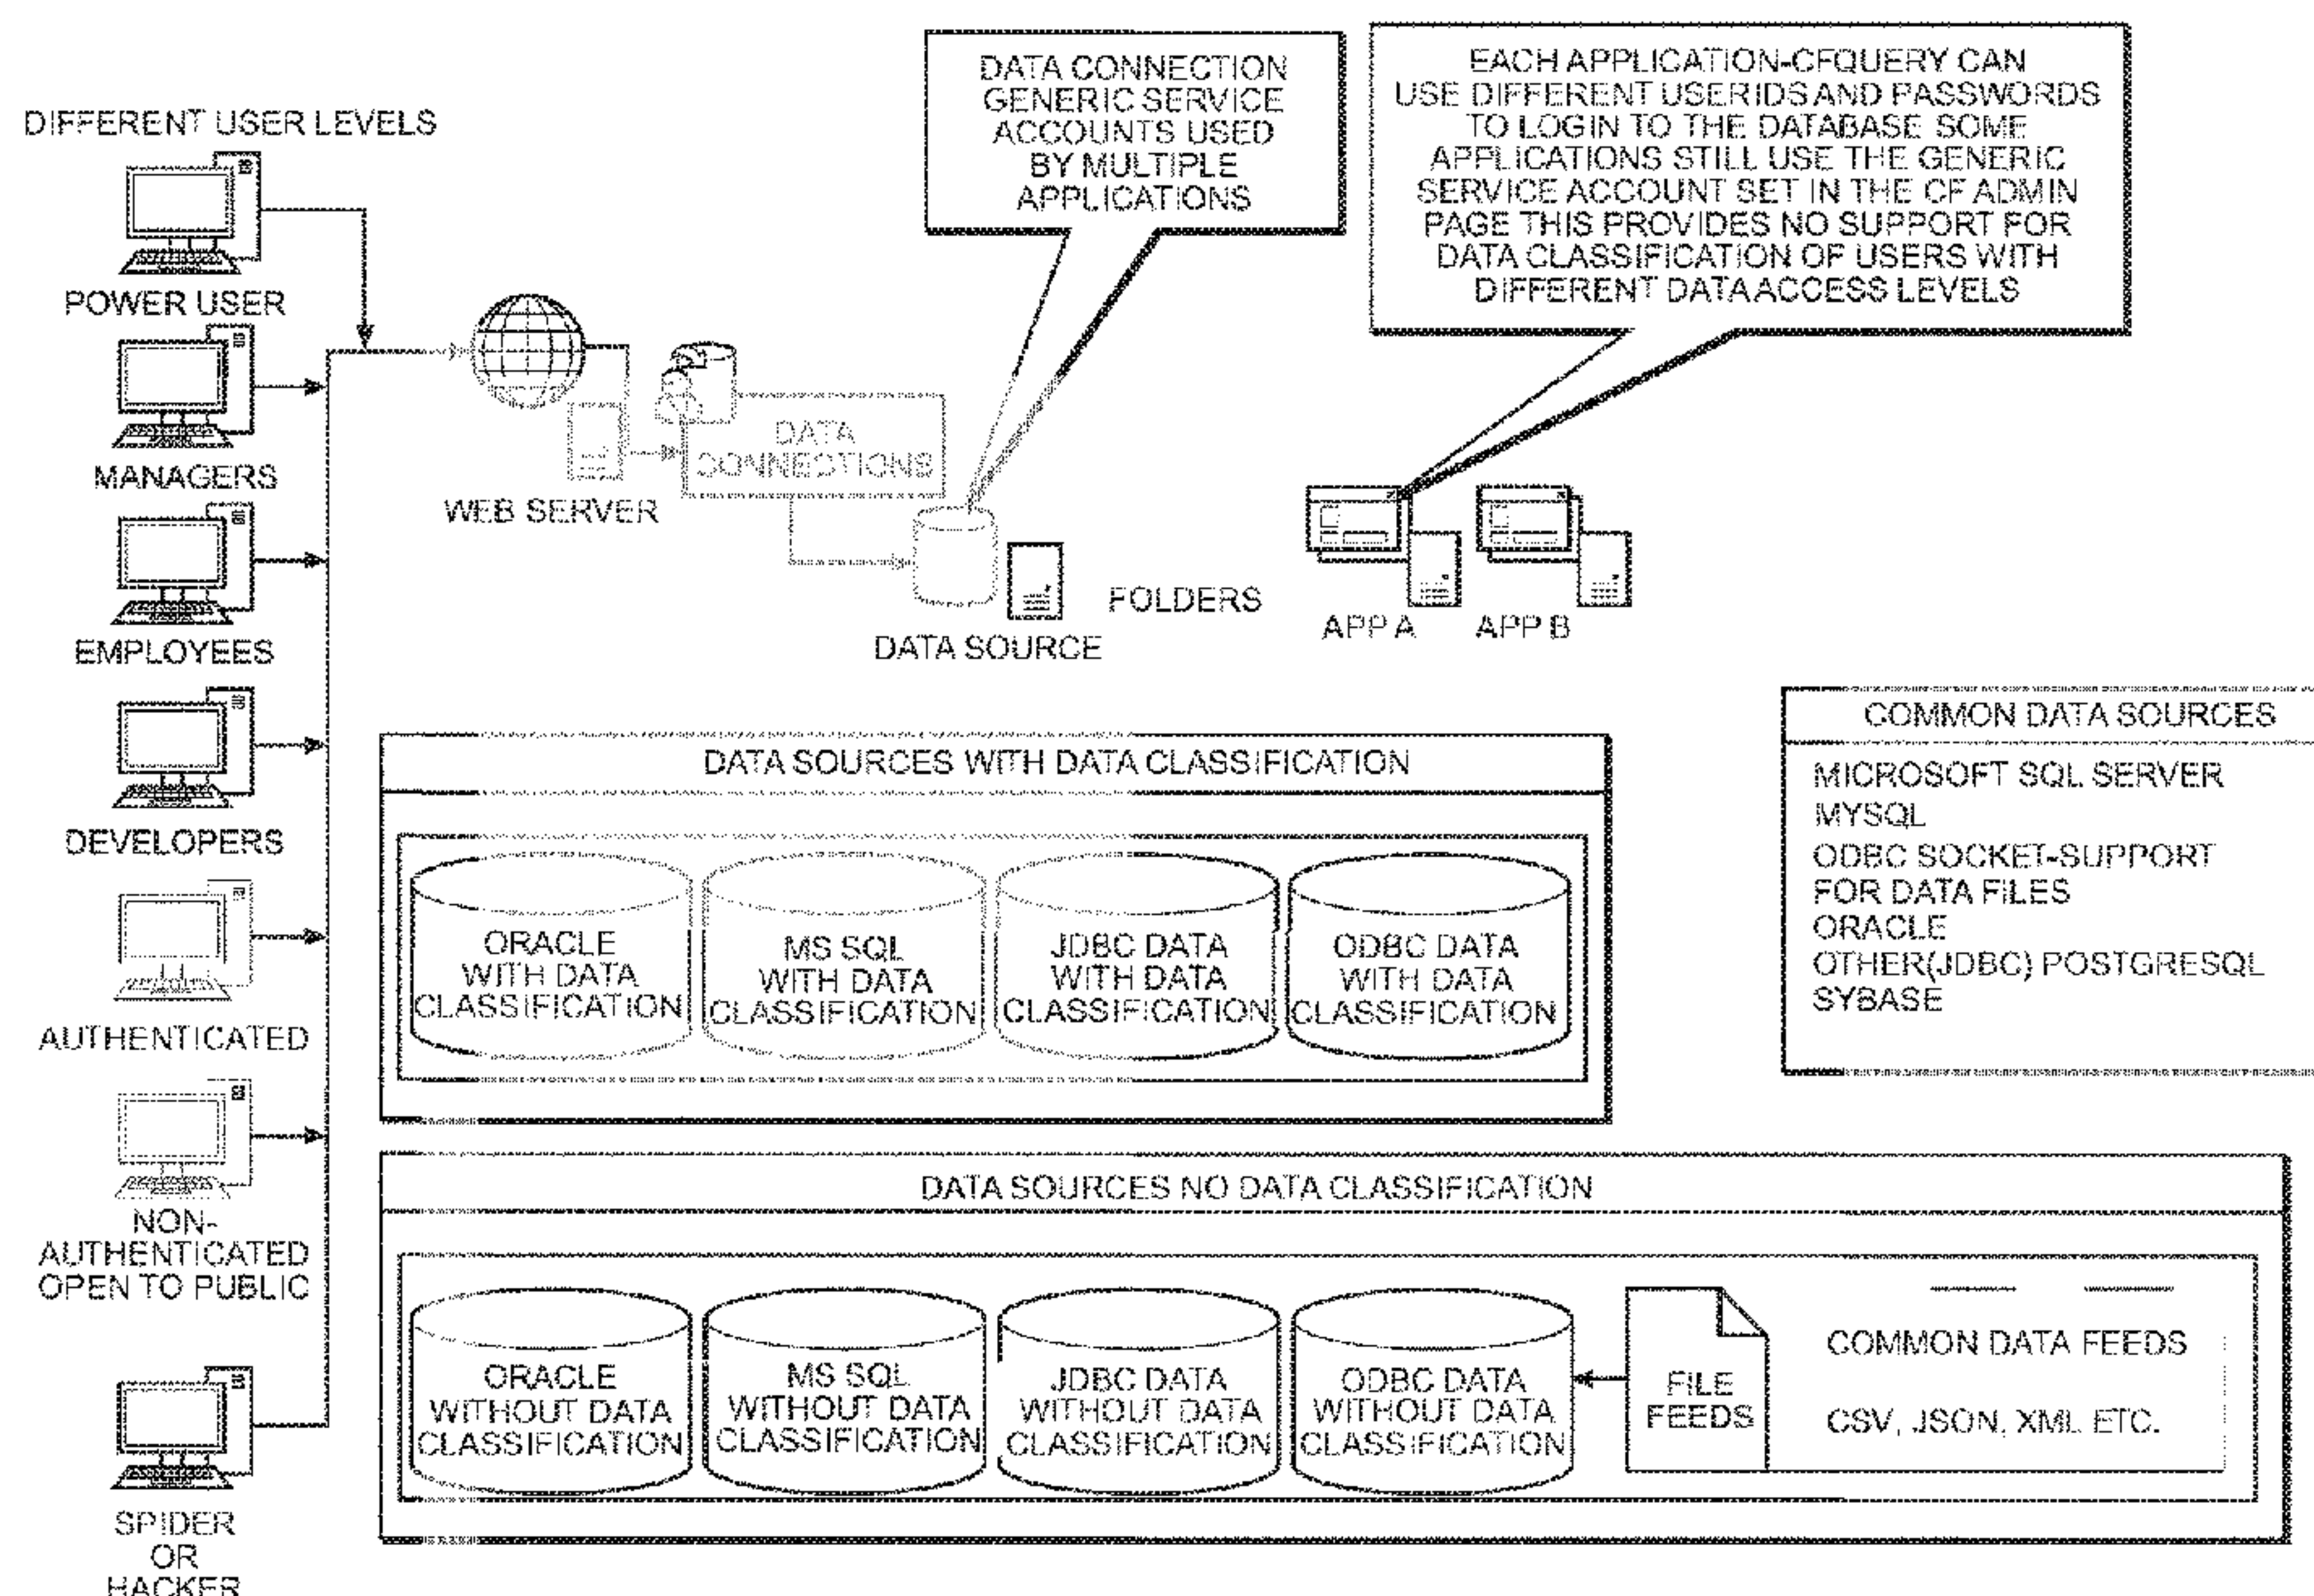 DIFFERENT USER LEVELS
POWER USER
MANAGERS
EMPLOYEES
DEVELOPERS
AUTHENTICATED
NON-
AUTHENTICATED
OPEN TO PUBLIC
SPIDER
OR
HACKER
WEB SERVER
DATA
CONNECTIONS
DATA CONNECTION
GENERIC SERVICE
ACCOUNTS USED
BY MULTIPLE
APPLICATIONS
EACH APPLICATION-CFQUERY CAN
USE DIFFERENT USERIDS AND PASSWORDS
TO LOGIN TO THE DATABASE SOME
APPLICATIONS STILL USE THE GENERIC
SERVICE ACCOUNT SET IN THE CF ADMIN
PAGE THIS PROVIDES NO SUPPORT FOR
DATA CLASSIFICATION OF USERS WITH
DIFFERENT DATA ACCESS LEVELS
FOLDERS
DATA SOURCE
APP A
APP B
DATA SOURCES WITH DATA CLASSIFICATION
ORACLE
WITH DATA
CLASSIFICATION
MS SQL
WITH DATA
CLASSIFICATION
JDBC DATA
WITH DATA
CLASSIFICATION
ODBC DATA
WITH DATA
CLASSIFICATION
COMMON DATA SOURCES
MICROSOFT SQL SERVER
MYSQL
ODBC SOCKET-SUPPORT
FOR DATA FILES
ORACLE
OTHER(JDBC) POSTGRESQL
SYBASE
DATA SOURCES NO DATA CLASSIFICATION
ORACLE
WITHOUT DATA
CLASSIFICATION
MS SQL
WITHOUT DATA
CLASSIFICATION
JDBC DATA
WITHOUT DATA
CLASSIFICATION
ODBC DATA
WITHOUT DATA
CLASSIFICATION
FILE
FEEDS
COMMON DATA FEEDS
CSV, JSON, XML ETC.